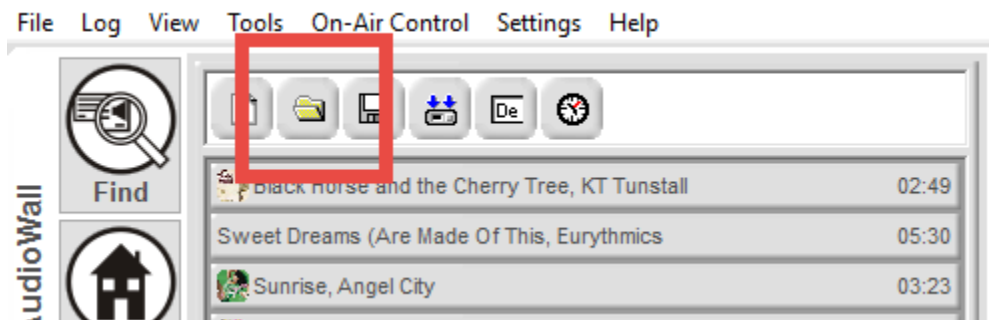 File Log View Tools On-Air Control Settings Help
De
Find
AudioWall
Black Horse and the Cherry Tree, KT Tunstall 02:49
Sweet Dreams (Are Made Of This, Eurythmics 05:30
Sunrise, Angel City 03:23